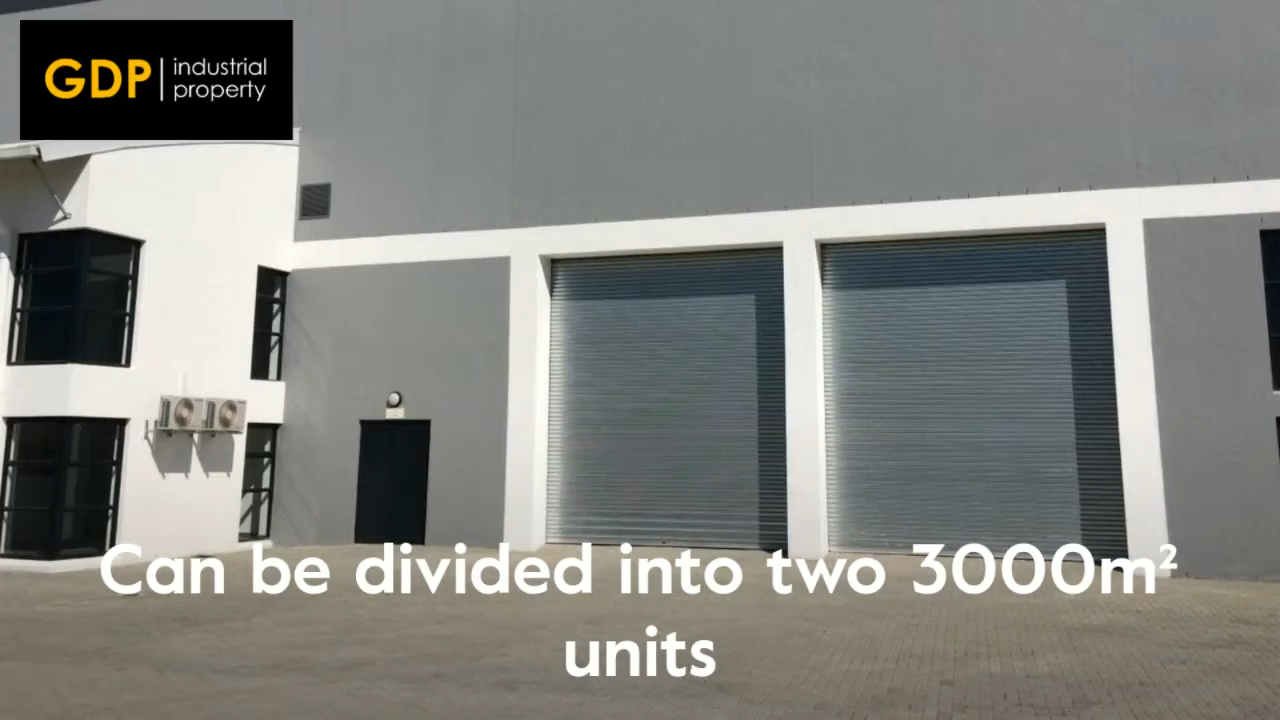 GDP
industrial
property
Can be divided into two 3000m²
units